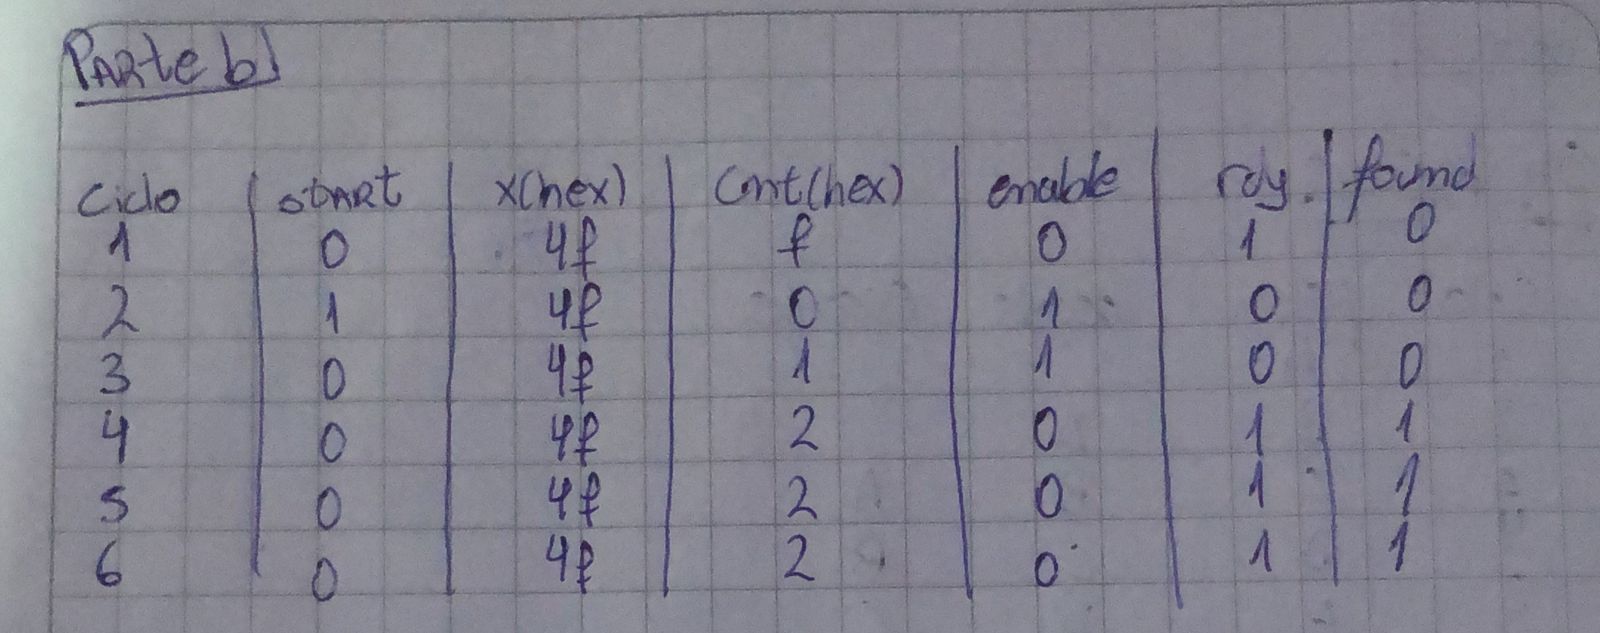 Parte b)
Ciclo | start | x(hex) | Cnt(hex) | enable | rdy. | found
1 | 0 | 4f | f | 0 | 1 | 0
2 | 1 | 4f | 0 | 1 | 0 | 0
3 | 0 | 4f | 1 | 1 | 0 | 0
4 | 0 | 4f | 2 | 0 | 1 | 1
5 | 0 | 4f | 2 | 0 | 1 | 1
6 | 0 | 4f | 2 | 0 | 1 | 1